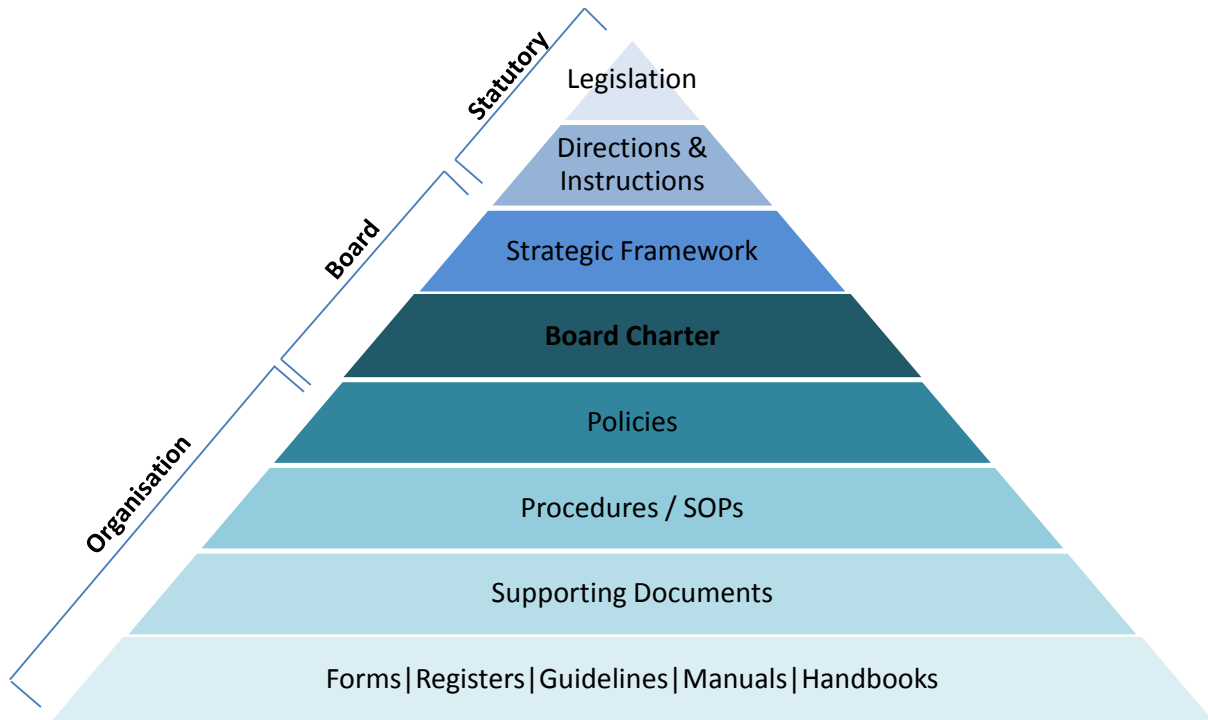 Statutory
Legislation
Directions &
Instructions
Board
Strategic Framework
Board Charter
Organisation
Policies
Procedures / SOPs
Supporting Documents
Forms|Registers|Guidelines|Manuals|Handbooks